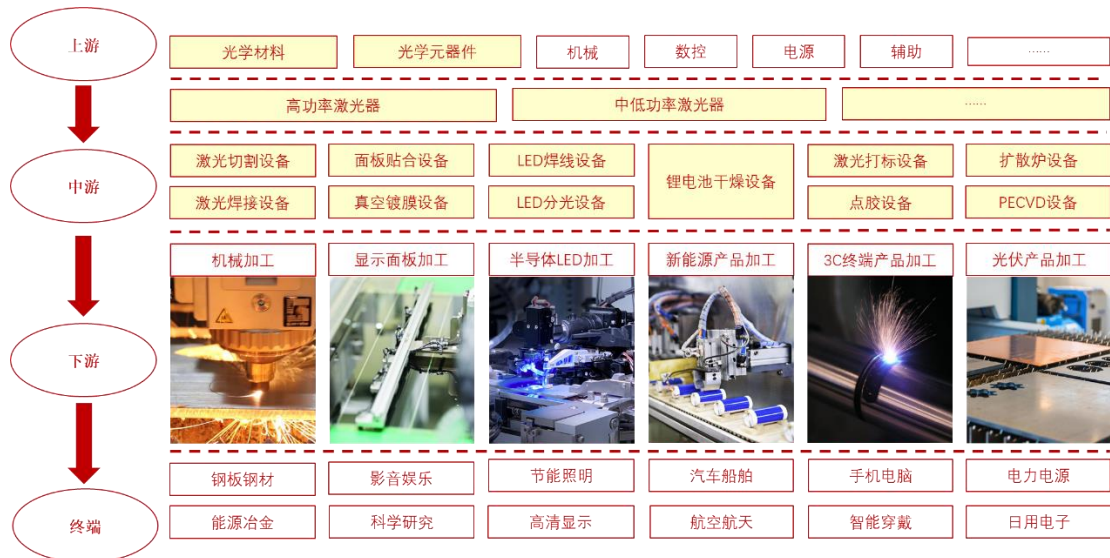 上游
光学材料
光学元器件
机械
数控
电源
辅助
……
高功率激光器
中低功率激光器
……
中游
激光切割设备
面板贴合设备
LED焊线设备
锂电池干燥设备
激光打标设备
扩散炉设备
激光焊接设备
真空镀膜设备
LED分光设备
点胶设备
PECVD设备
下游
机械加工
显示面板加工
半导体LED加工
新能源产品加工
3C终端产品加工
光伏产品加工
终端
钢板钢材
影音娱乐
节能照明
汽车船舶
手机电脑
电力电源
能源冶金
科学研究
高清显示
航空航天
智能穿戴
日用电子